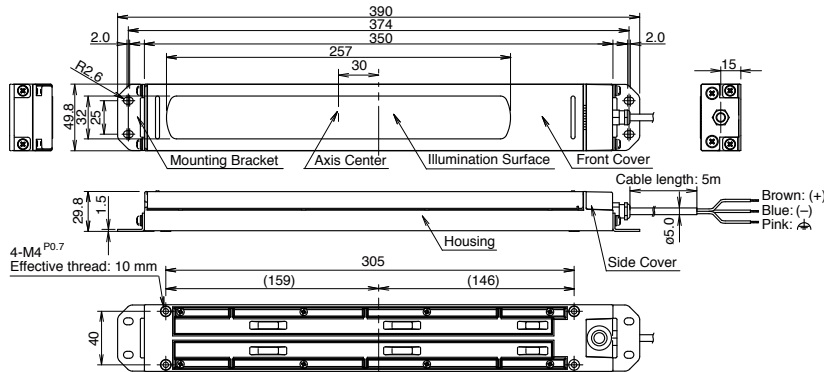 390
374
2.0
350
2.0
257
30
15
R2.6
49.8
32
25
Mounting Bracket
Axis Center
Illumination Surface
Front Cover
Cable length: 5m
29.8
1.5
Brown: (+)
Blue: (–)
Pink:
ø5.0
Housing
Side Cover
4-M4 P0.7
Effective thread: 10 mm
305
(159)
(146)
40